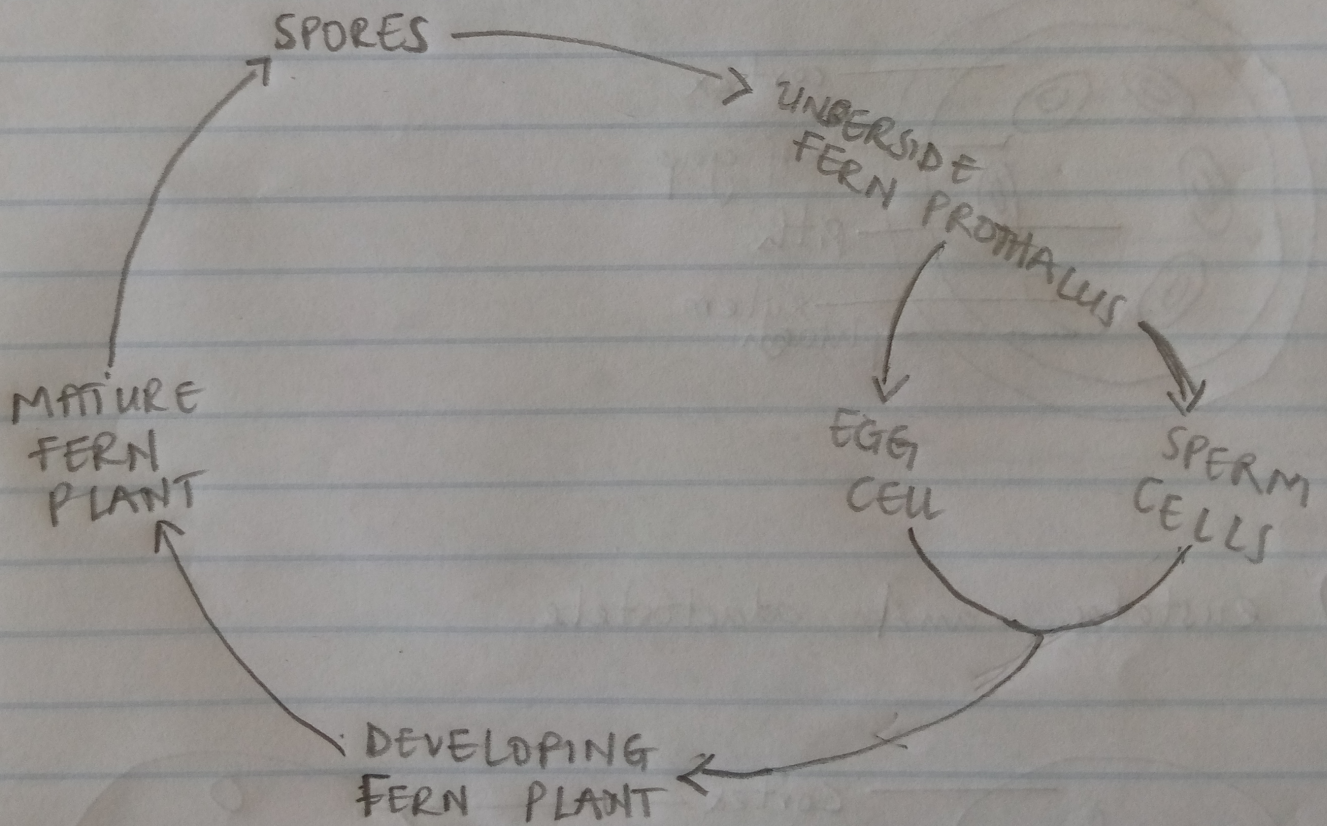 SPORES
UNDERSIDE
FERN PROTHALUS
EGG
CELL
SPERM
CELLS
MATURE
FERN
PLANT
DEVELOPING
FERN PLANT